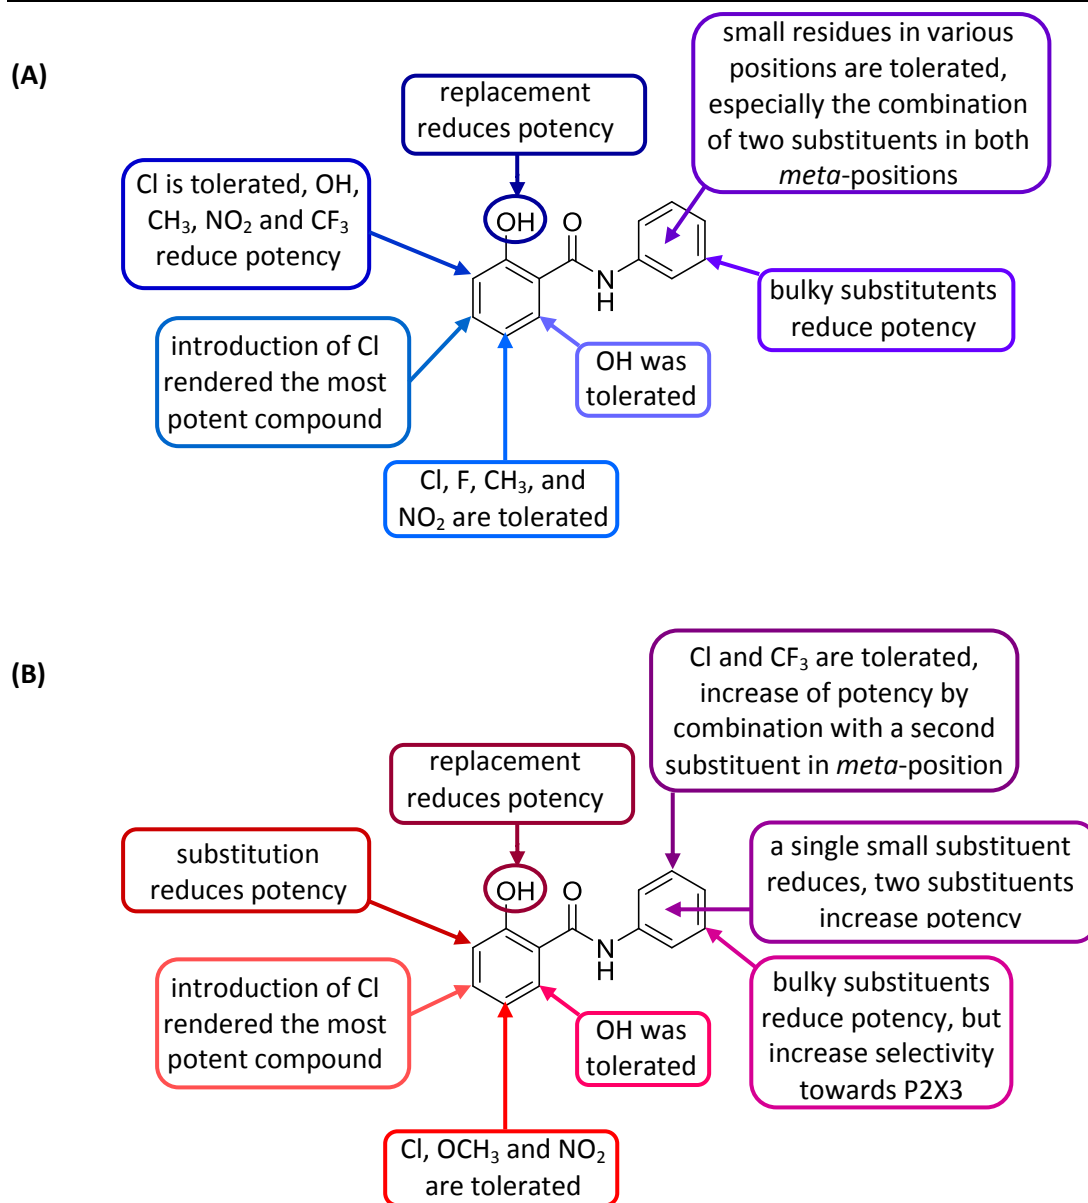 (A)
small residues in various
positions are tolerated,
especially the combination
of two substituents in both
meta-positions
replacement
reduces potency
Cl is tolerated, OH,
CH₃, NO₂ and CF₃
reduce potency
OH
O
N
H
bulky substitutents
reduce potency
introduction of Cl
rendered the most
potent compound
OH was
tolerated
Cl, F, CH₃, and
NO₂ are tolerated
(B)
Cl and CF₃ are tolerated,
increase of potency by
combination with a second
substituent in meta-position
replacement
reduces potency
substitution
reduces potency
a single small substituent
reduces, two substituents
increase potency
OH
O
N
H
introduction of Cl
rendered the most
potent compound
OH was
tolerated
bulky substituents
reduce potency, but
increase selectivity
towards P2X3
Cl, OCH₃ and NO₂
are tolerated